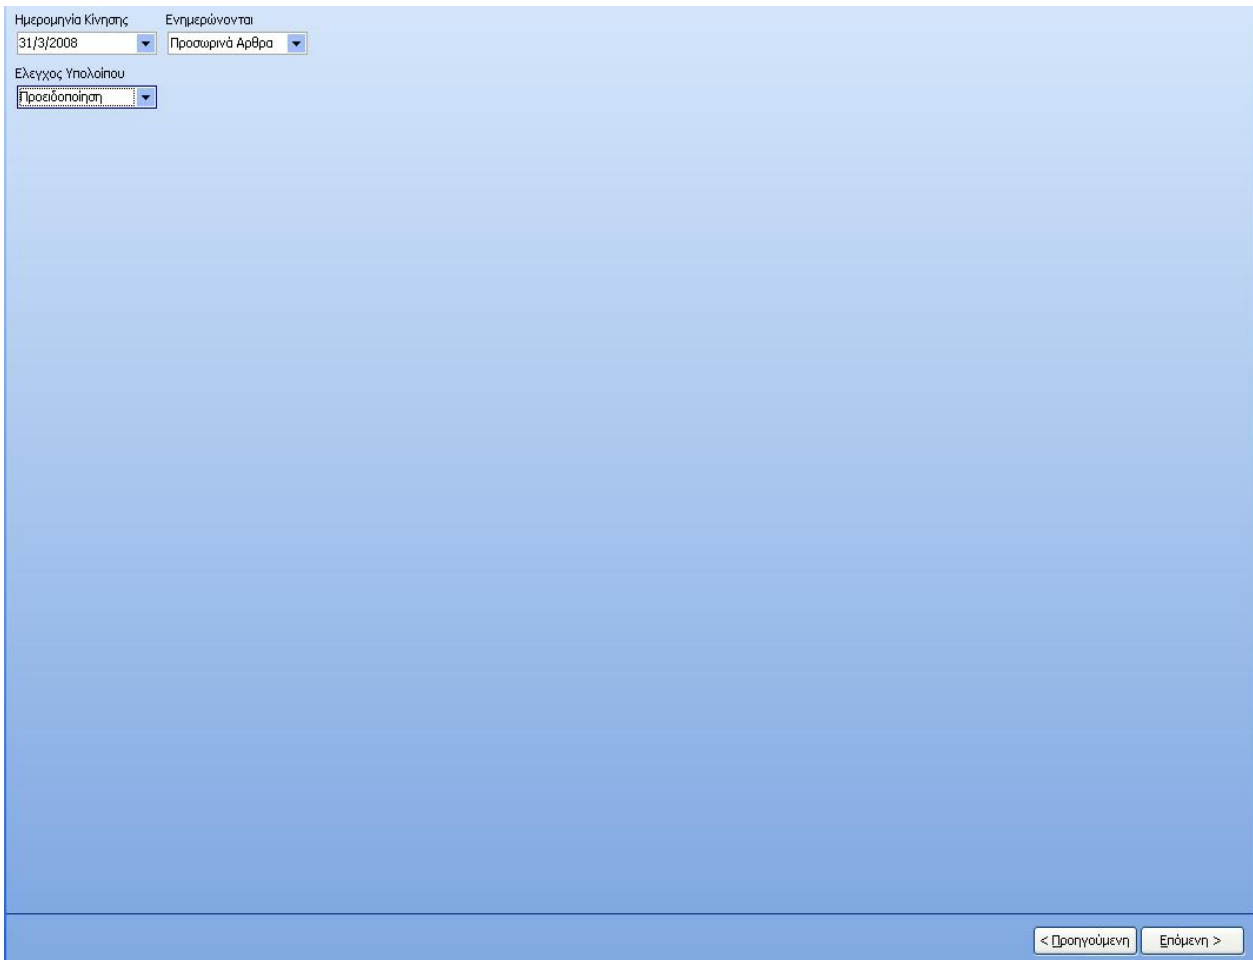 Ημερομηνία Κίνησης Ενημερώνονται
31/3/2008 Προσωρινά Αρθρα
Ελεγχος Υπολοίπου
Προειδοποίηση
< Προηγούμενη Επόμενη >